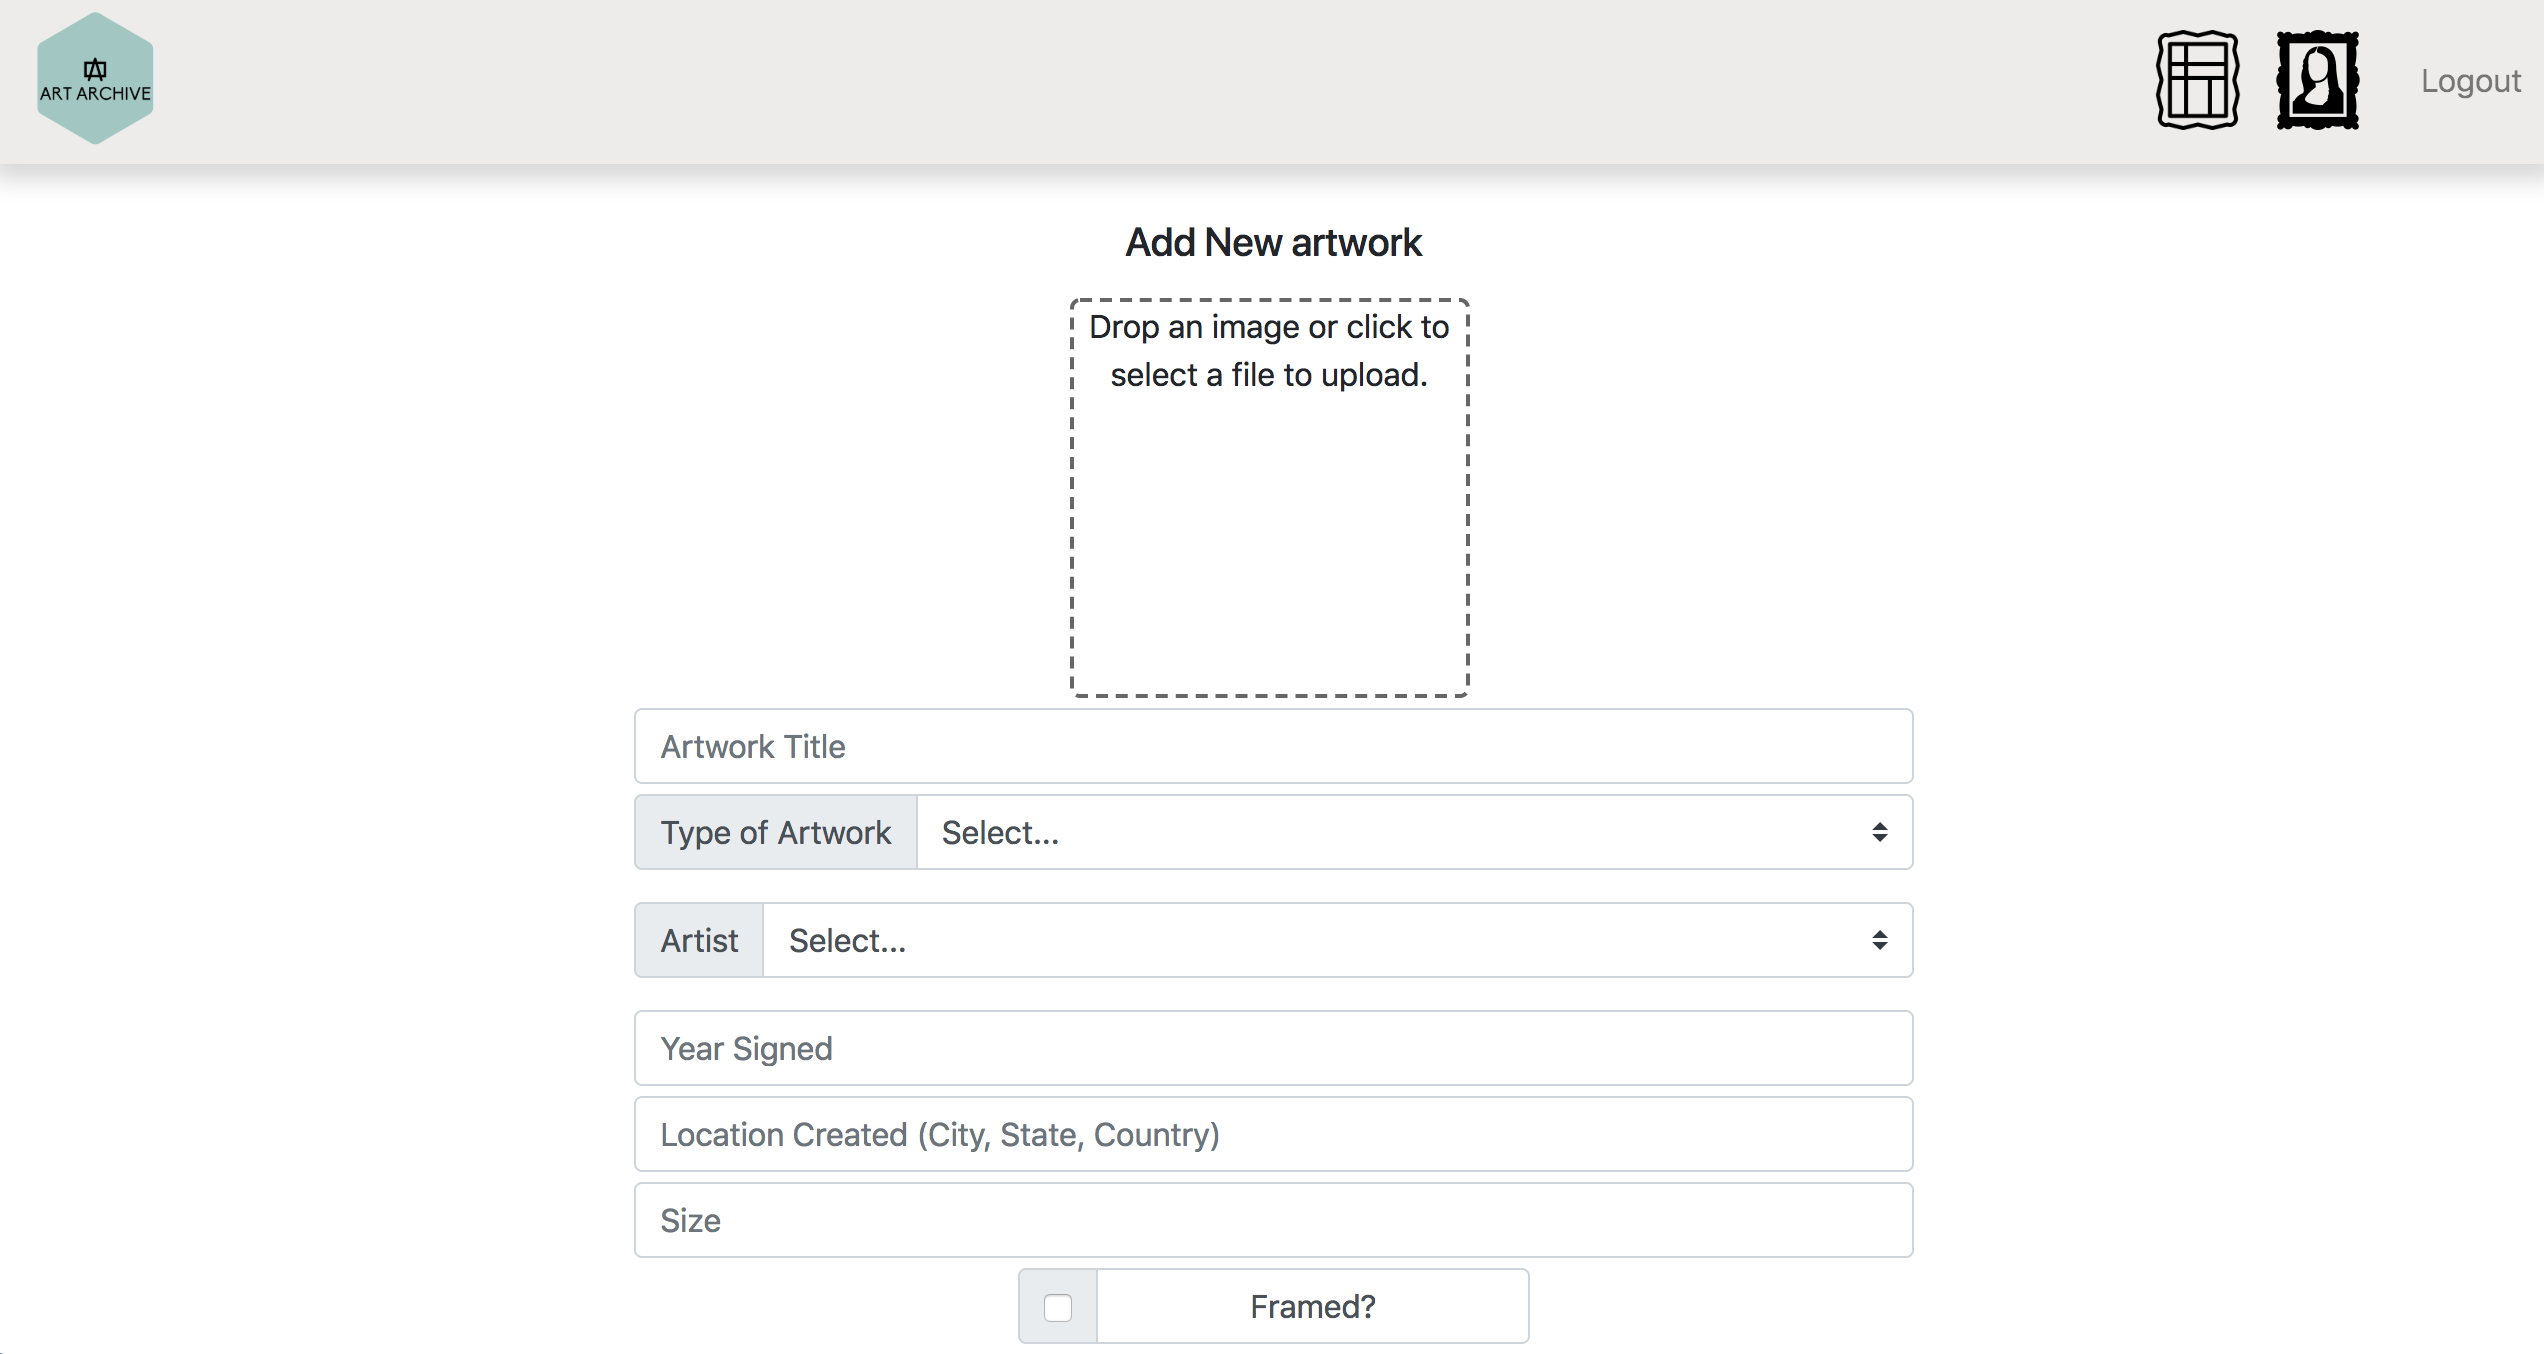 ART ARCHIVE
Logout
Add New artwork
Drop an image or click to
select a file to upload.
Artwork Title
Type of Artwork Select...
Artist Select...
Year Signed
Location Created (City, State, Country)
Size
Framed?